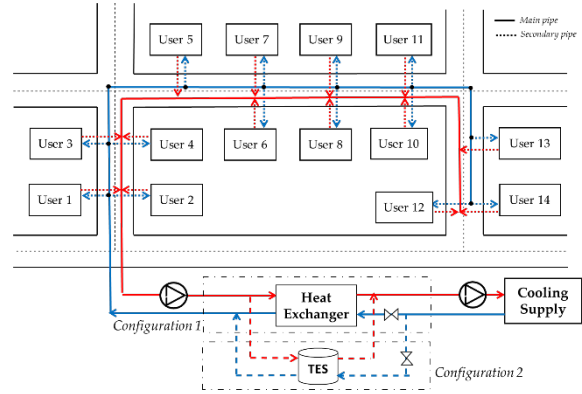 Main pipe
Secondary pipe
User 5
User 7
User 9
User 11
User 3
User 4
User 6
User 8
User 10
User 13
User 1
User 2
User 12
User 14
Heat
Exchanger
Cooling
Supply
Configuration 1
TES
Configuration 2